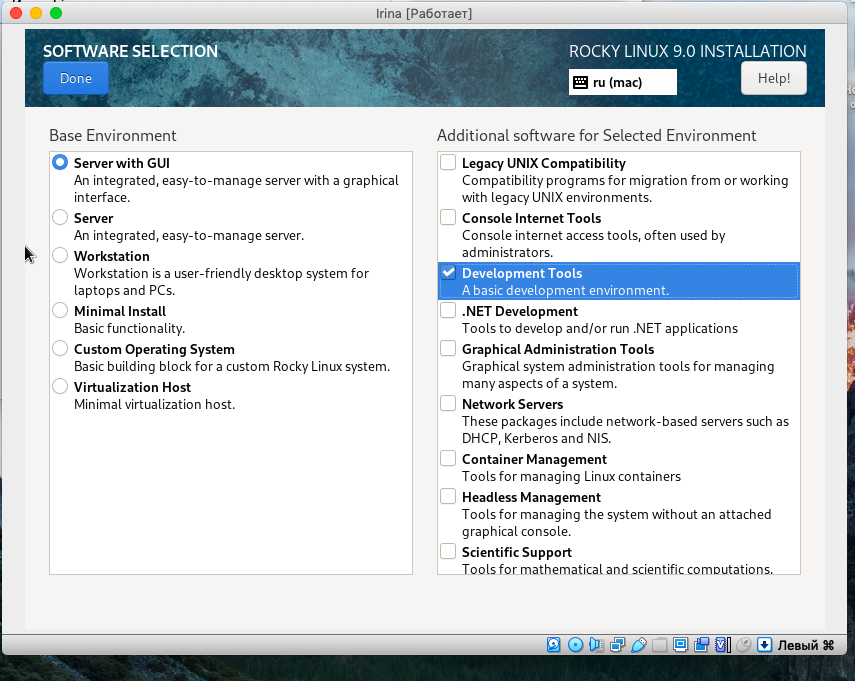 Irina [Работает]
SOFTWARE SELECTION
Done
ROCKY LINUX 9.0 INSTALLATION
ru (mac)
Help!
Base Environment
Server with GUI
An integrated, easy-to-manage server with a graphical
interface.
Server
An integrated, easy-to-manage server.
Workstation
Workstation is a user-friendly desktop system for
laptops and PCs.
Minimal Install
Basic functionality.
Custom Operating System
Basic building block for a custom Rocky Linux system.
Virtualization Host
Minimal virtualization host.
Additional software for Selected Environment
Legacy UNIX Compatibility
Compatibility programs for migration from or working
with legacy UNIX environments.
Console Internet Tools
Console internet access tools, often used by
administrators.
Development Tools
A basic development environment.
.NET Development
Tools to develop and/or run .NET applications
Graphical Administration Tools
Graphical system administration tools for managing
many aspects of a system.
Network Servers
These packages include network-based servers such as
DHCP, Kerberos and NIS.
Container Management
Tools for managing Linux containers
Headless Management
Tools for managing the system without an attached
graphical console.
Scientific Support
Tools for mathematical and scientific computations.
Левый ⌘